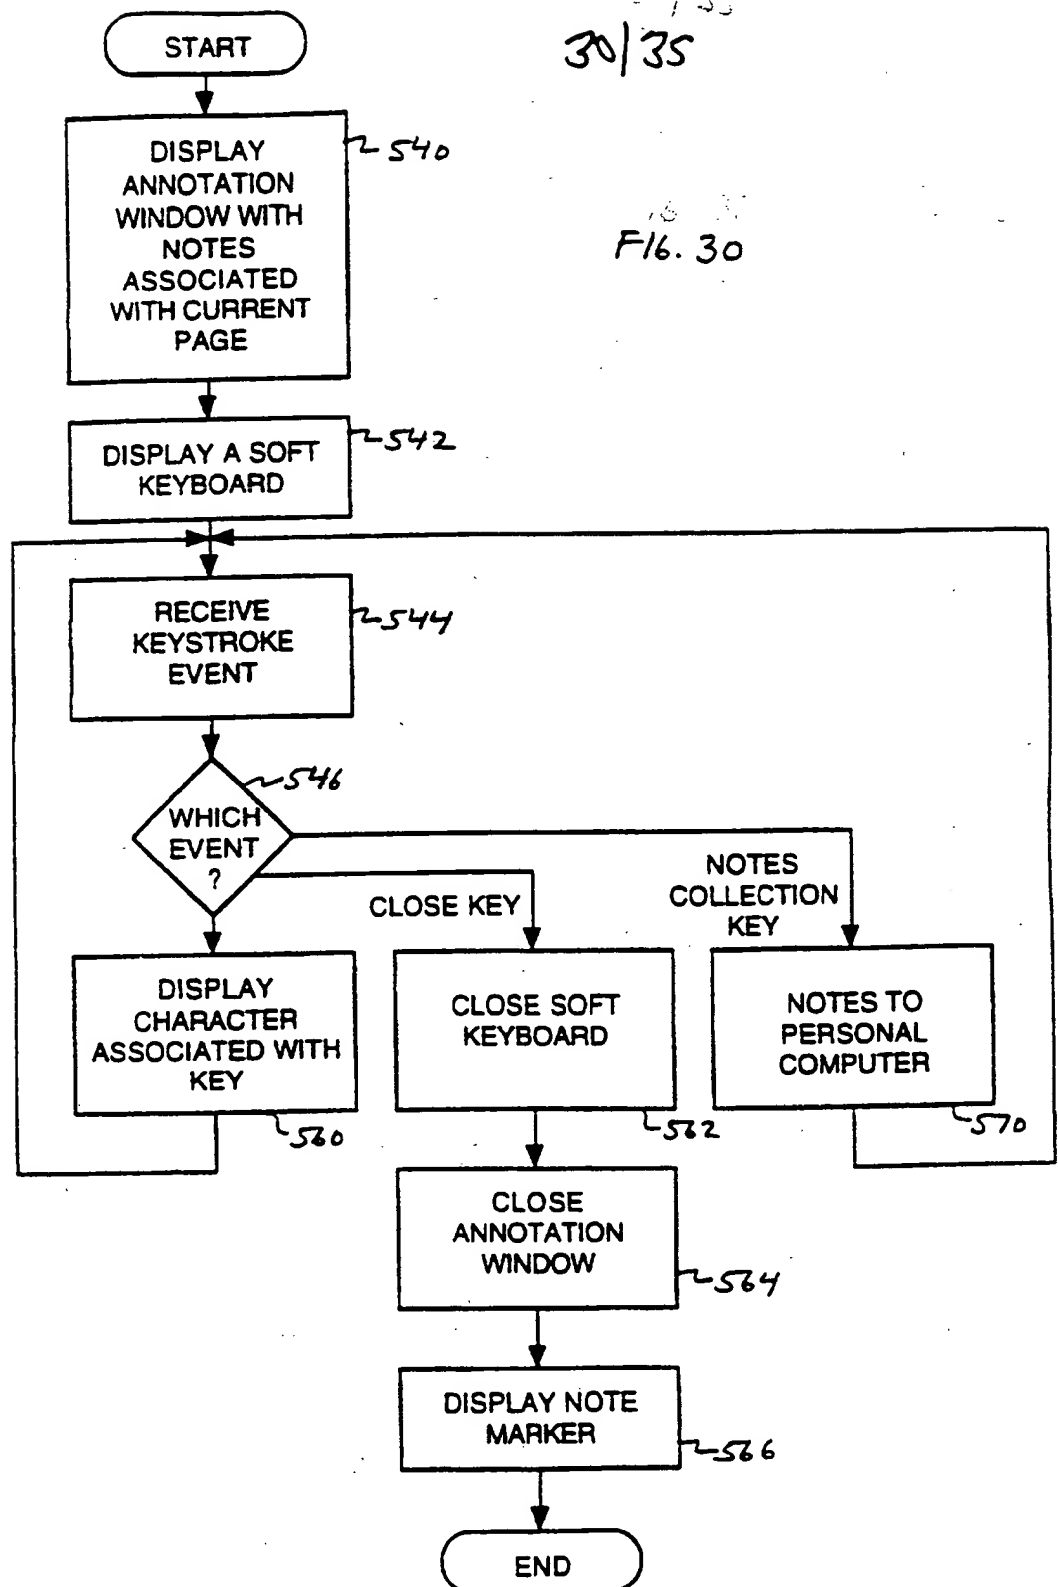 30/35
START
540
DISPLAY
ANNOTATION
WINDOW WITH
NOTES
ASSOCIATED
WITH CURRENT
PAGE
FIG. 30
542
DISPLAY A SOFT
KEYBOARD
544
RECEIVE
KEYSTROKE
EVENT
546
WHICH
EVENT
?
CLOSE KEY
NOTES
COLLECTION
KEY
DISPLAY
CHARACTER
ASSOCIATED WITH
KEY
560
CLOSE SOFT
KEYBOARD
562
NOTES TO
PERSONAL
COMPUTER
570
CLOSE
ANNOTATION
WINDOW
564
DISPLAY NOTE
MARKER
566
END